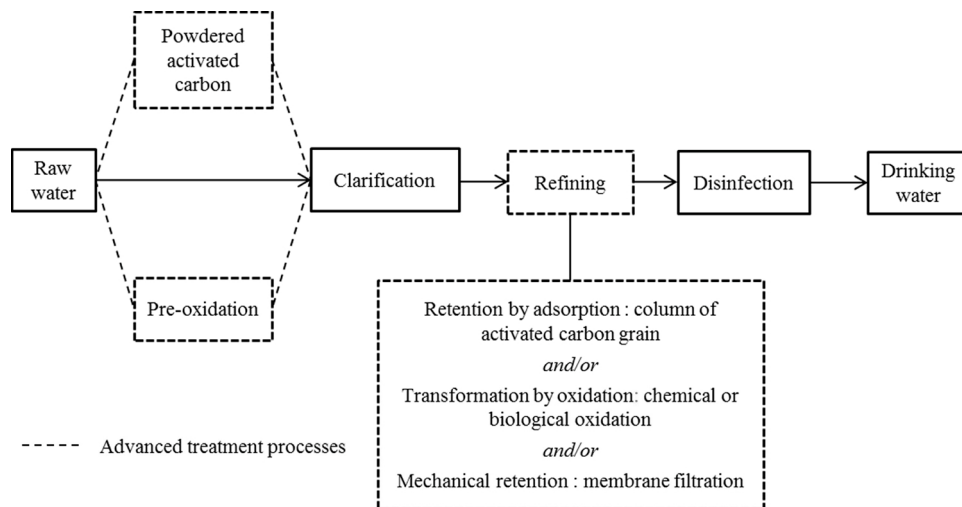 Powdered
activated
carbon
Raw
water
Clarification
Refining
Disinfection
Drinking
water
Pre-oxidation
Retention by adsorption : column of
activated carbon grain
and/or
Transformation by oxidation: chemical or
biological oxidation
and/or
Mechanical retention : membrane filtration
Advanced treatment processes